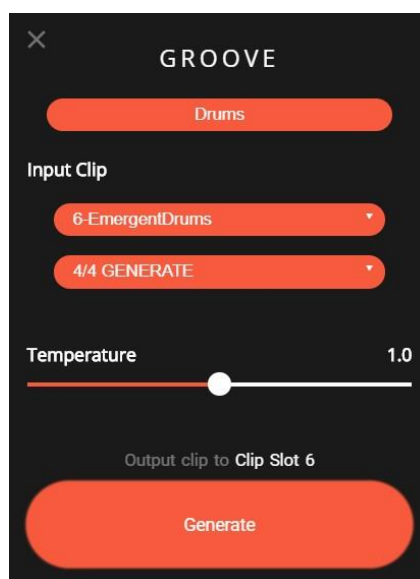 GROOVE
Drums
Input Clip
6-EmergentDrums
4/4 GENERATE
Temperature 1.0
Output clip to Clip Slot 6
Generate